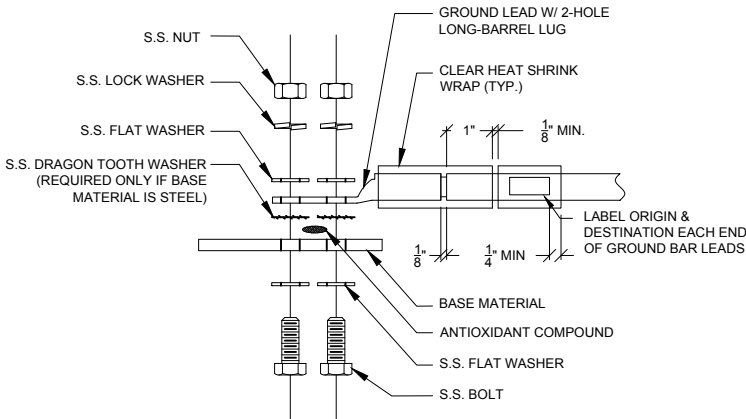 GROUND LEAD W/ 2-HOLE
LONG-BARREL LUG
S.S. NUT
CLEAR HEAT SHRINK
WRAP (TYP.)
S.S. LOCK WASHER
S.S. FLAT WASHER
1"
1/8" MIN.
S.S. DRAGON TOOTH WASHER
(REQUIRED ONLY IF BASE
MATERIAL IS STEEL)
LABEL ORIGIN &
DESTINATION EACH END
OF GROUND BAR LEADS
1/8"
1/4" MIN
BASE MATERIAL
ANTIOXIDANT COMPOUND
S.S. FLAT WASHER
S.S. BOLT